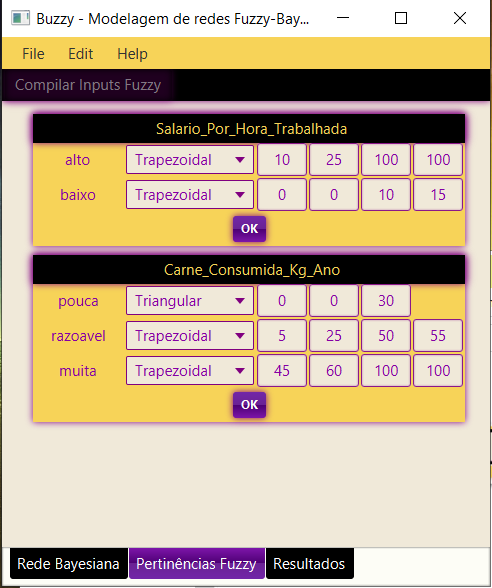 Buzzy - Modelagem de redes Fuzzy-Bay...
File Edit Help
Compilar Inputs Fuzzy
Salario_Por_Hora_Trabalhada
alto Trapezoidal 10 25 100 100
baixo Trapezoidal 0 0 10 15
OK
Carne_Consumida_Kg_Ano
pouca Triangular 0 0 30
razoavel Trapezoidal 5 25 50 55
muita Trapezoidal 45 60 100 100
OK
Rede Bayesiana Pertinências Fuzzy Resultados